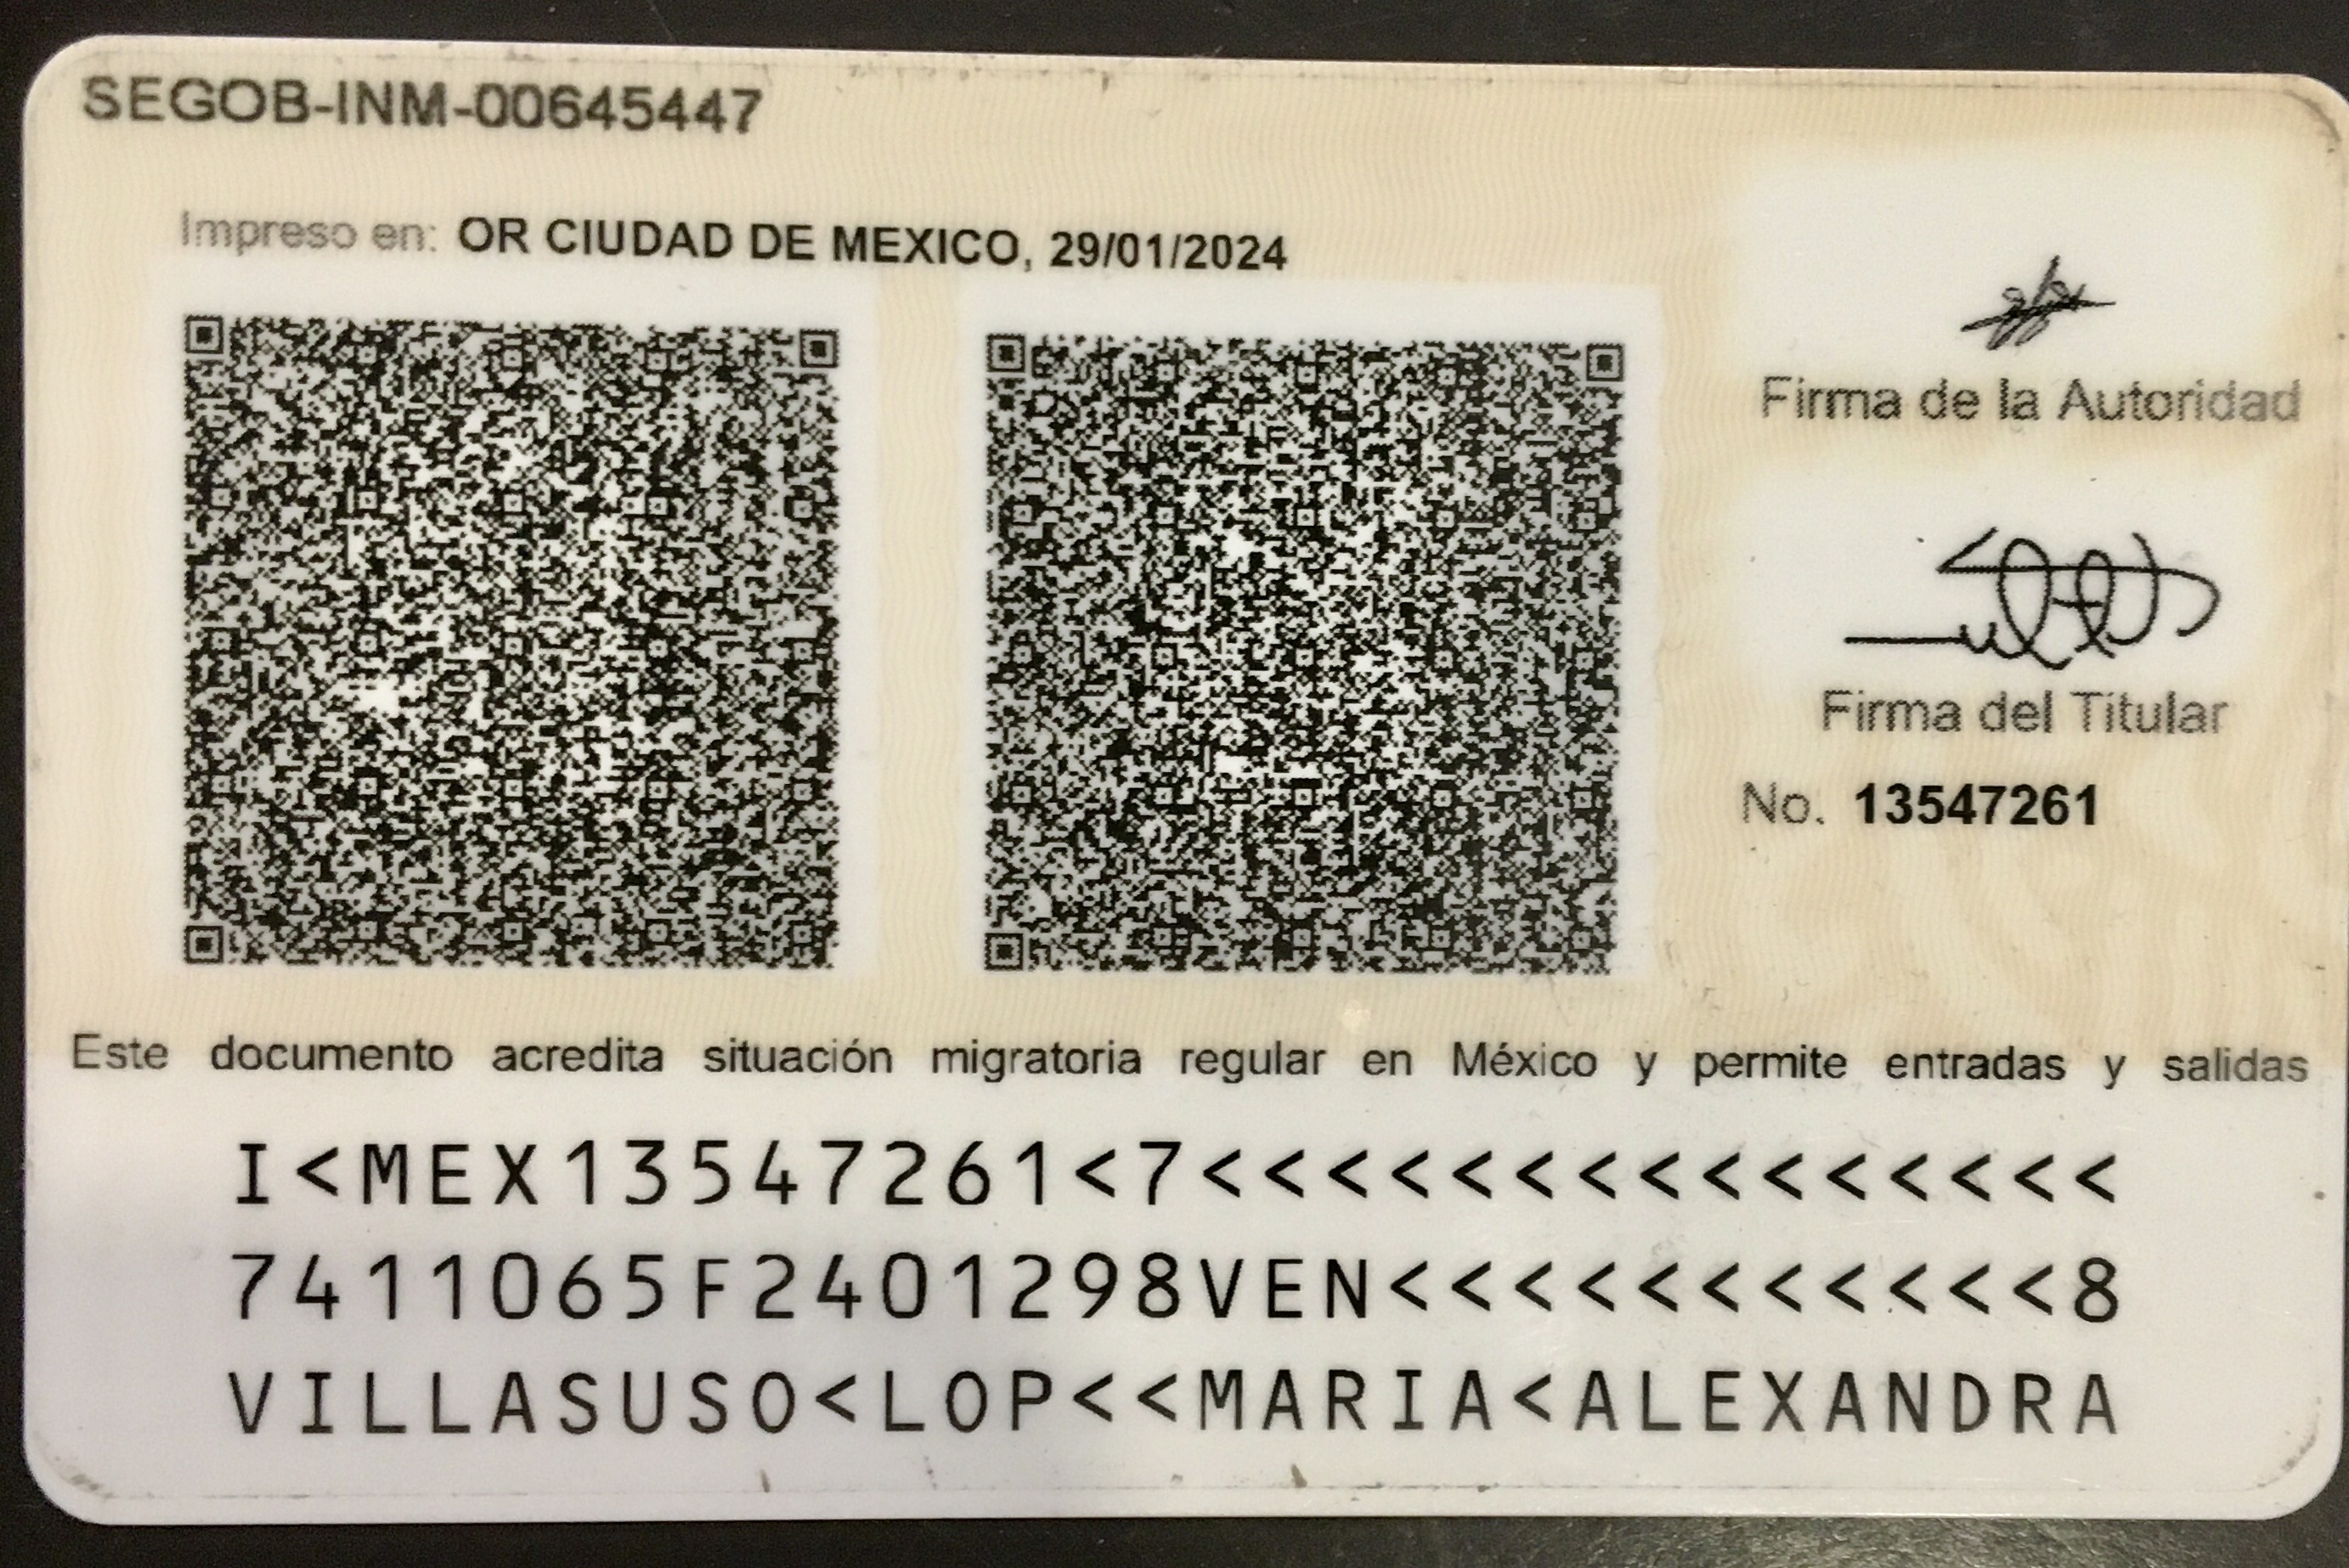 SEGOB-INM-00645447
Impreso en: OR CIUDAD DE MEXICO, 29/01/2024
Firma de la Autoridad
Firma del Titular
No. 13547261
Este documento acredita situación migratoria regular en México y permite entradas y salidas
I<MEX13547261<7<<<<<<<<<<<<<<<
7411065F2401298VEN<<<<<<<<<<<8
VILLASUSO<LOP<<MARIA<ALEXANDRA